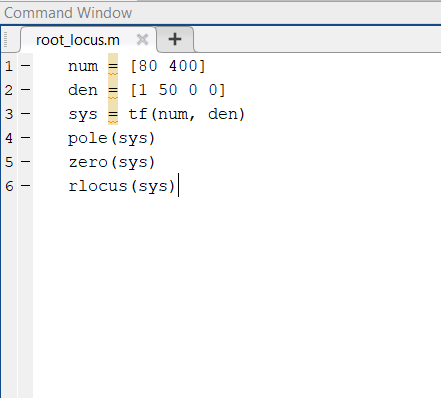 Command Window
root_locus.m
1 – num = [80 400]
2 – den = [1 50 0 0]
3 – sys = tf(num, den)
4 – pole(sys)
5 – zero(sys)
6 – rlocus(sys)